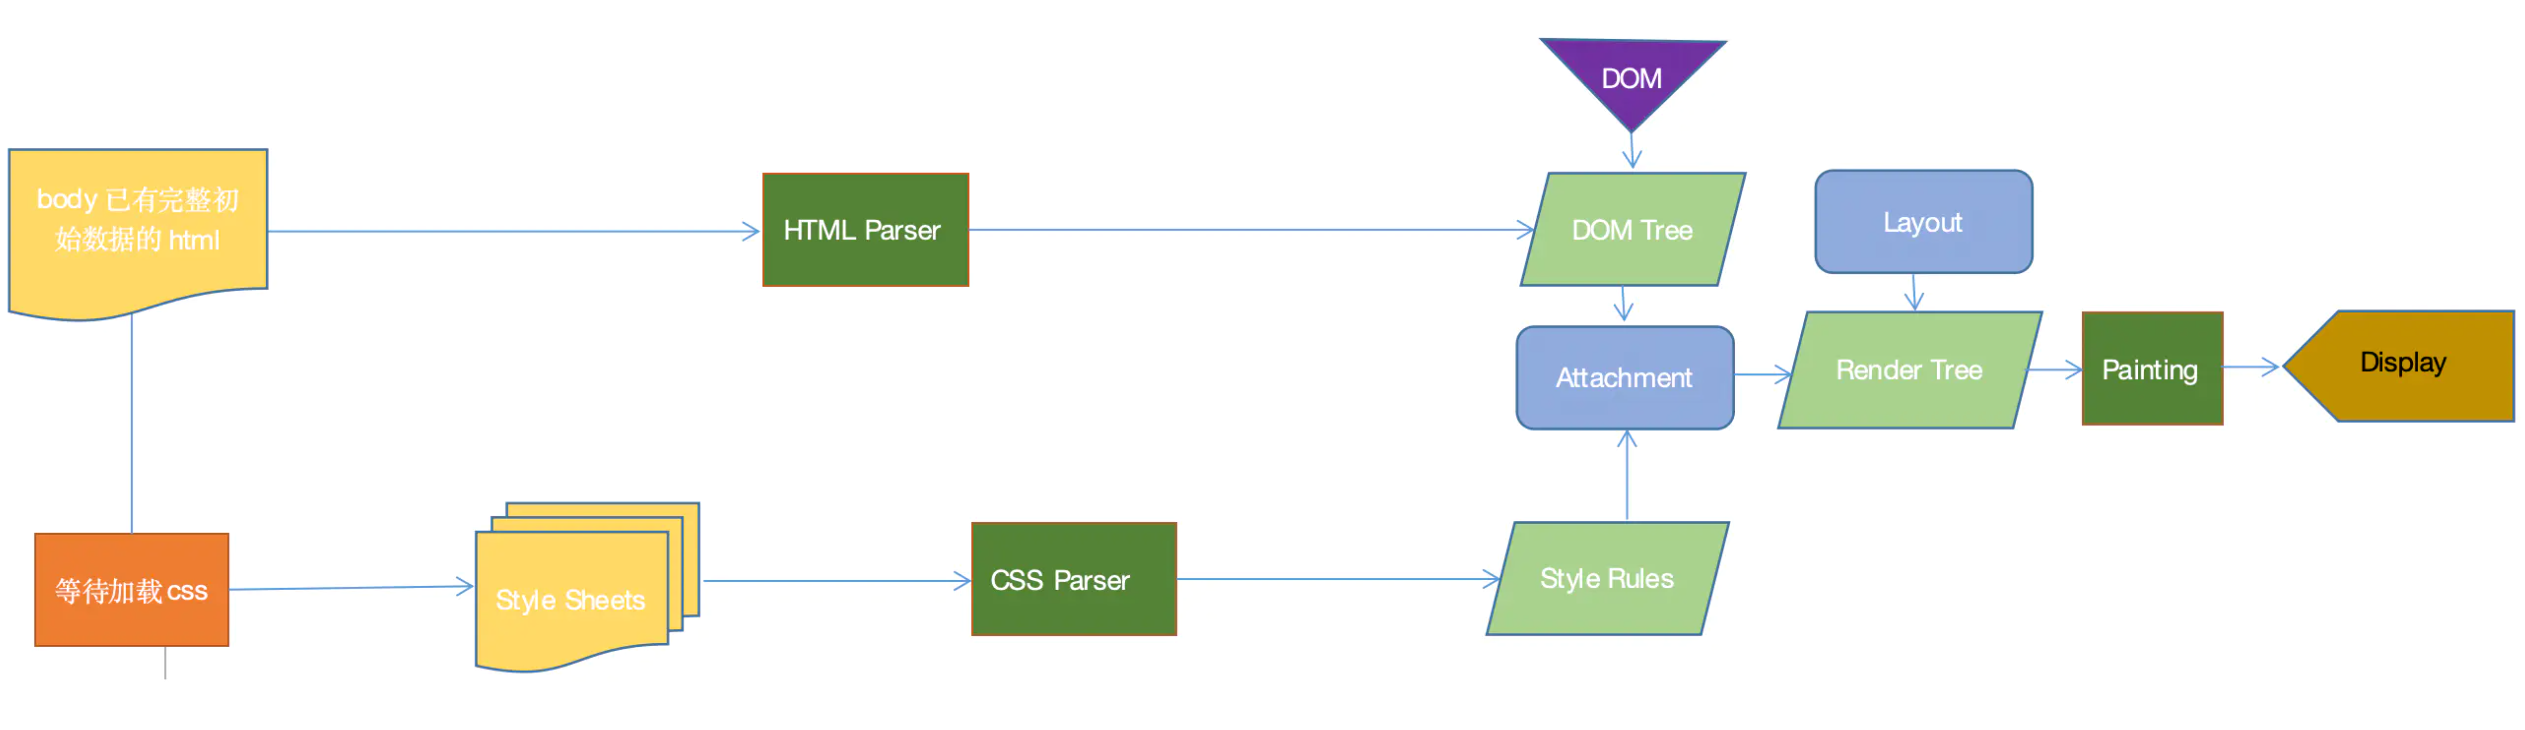 DOM
body 已有完整初
始数据的 html
HTML Parser
DOM Tree
Layout
Attachment
Render Tree
Painting
Display
等待加载 css
Style Sheets
CSS Parser
Style Rules